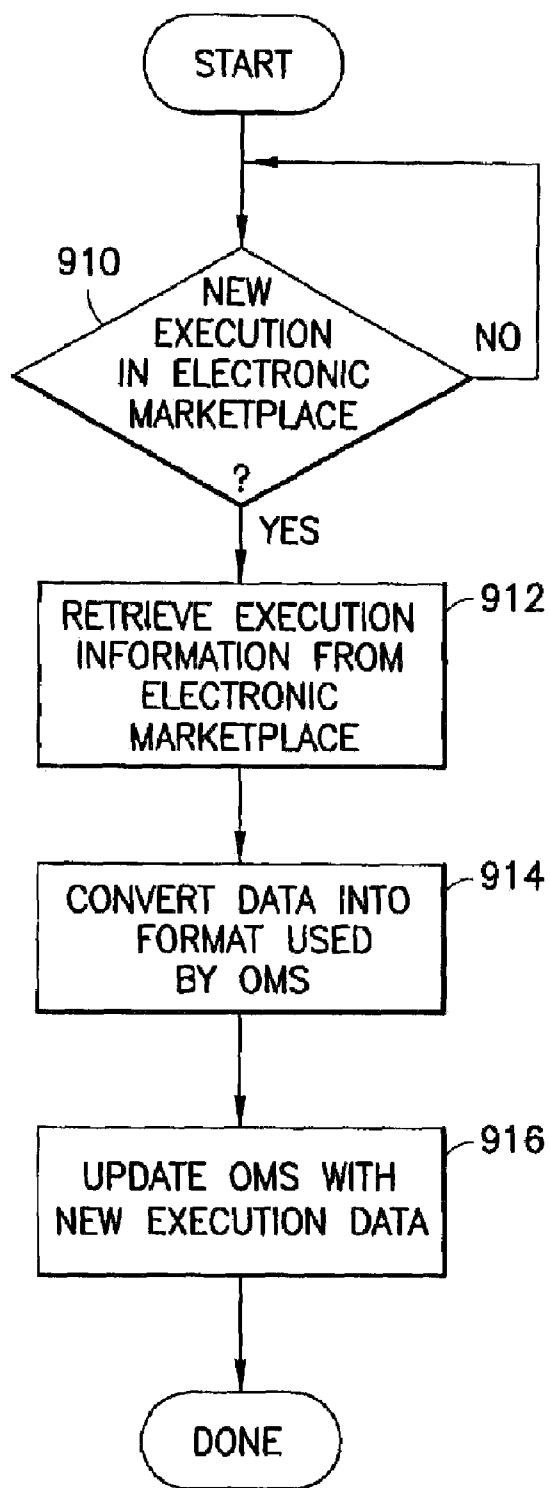 START
910
NEW
EXECUTION
IN ELECTRONIC
MARKETPLACE
?
NO
YES
912
RETRIEVE EXECUTION
INFORMATION FROM
ELECTRONIC
MARKETPLACE
914
CONVERT DATA INTO
FORMAT USED
BY OMS
916
UPDATE OMS WITH
NEW EXECUTION DATA
DONE